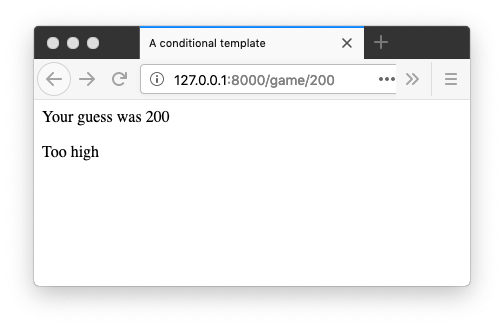 A conditional template
127.0.0.1:8000/game/200
Your guess was 200
Too high